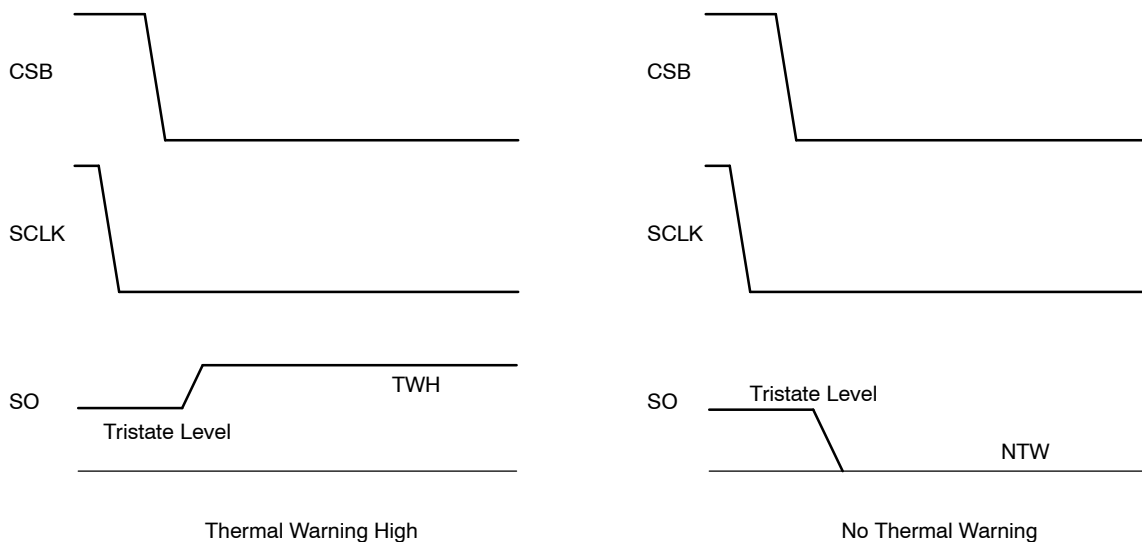 CSB
SCLK
SO
Tristate Level
TWH
Thermal Warning High
CSB
SCLK
SO
Tristate Level
NTW
No Thermal Warning